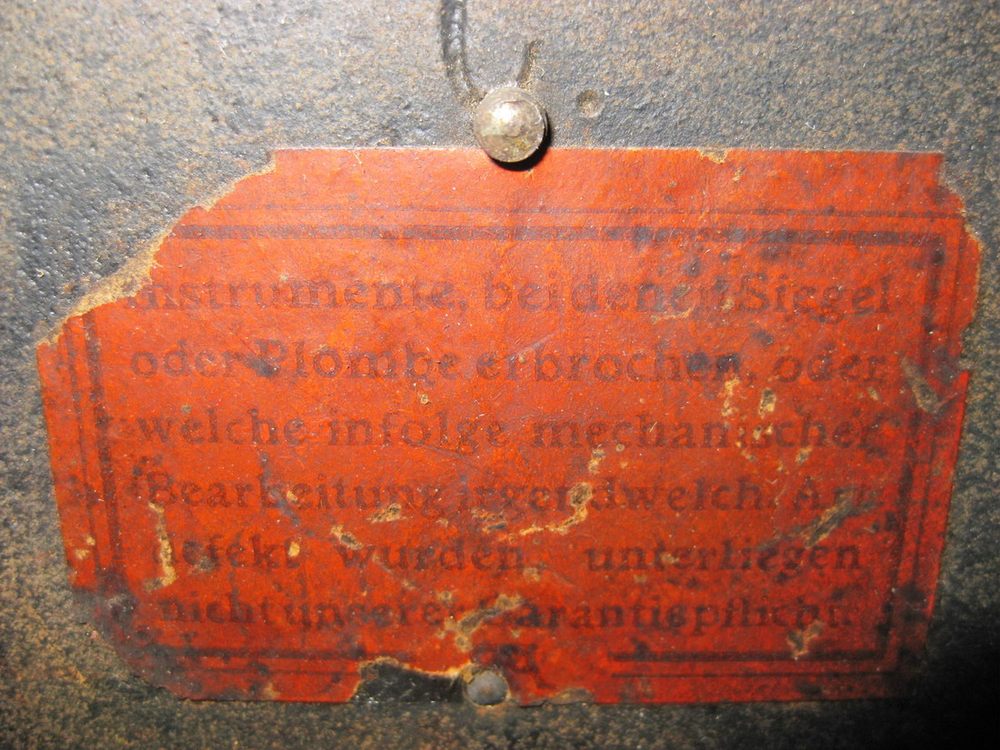 Instrumente, bei denen Siegel
oder Plombe erbrochen, oder
welche infolge mechanischer
Bearbeitung irgendwelch. Art
defekt wurden, unterliegen
nicht unserer Garantiepflicht.